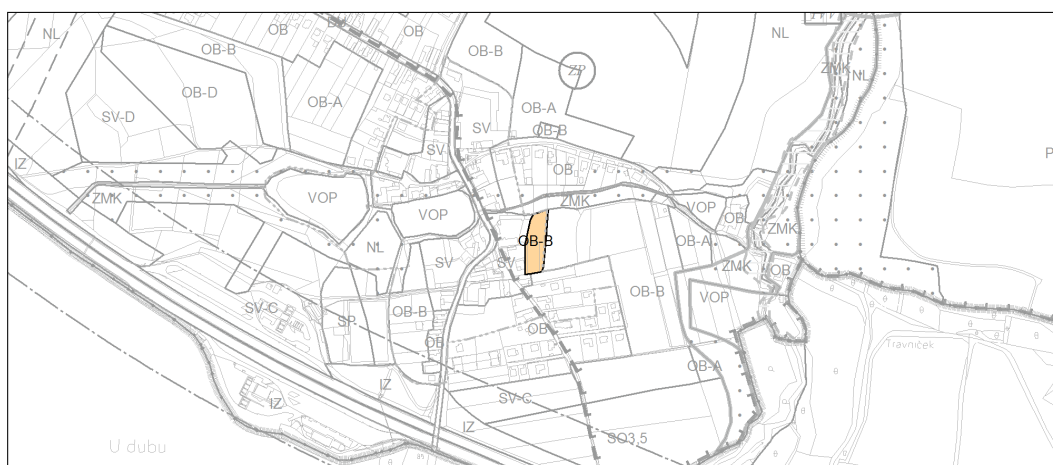 NL
OB-B
OB
OB
OB-B
NL
ZMK
NL
OB-D
OB-A
ZP
OB-A
OB-B
SV-D
SV
SV
OB
P
IZ
ZMK
VOP
VOP
ZMK
VOP
OB
ZMK
NL
OB-B
OB-A
SV
SV
ZMK
OB
SV-C
SP
OB-B
OB
OB
OB-B
VOP
Travníček
OB-A
IZ
IZ
SV-C
IZ
SO3,5
U dubu